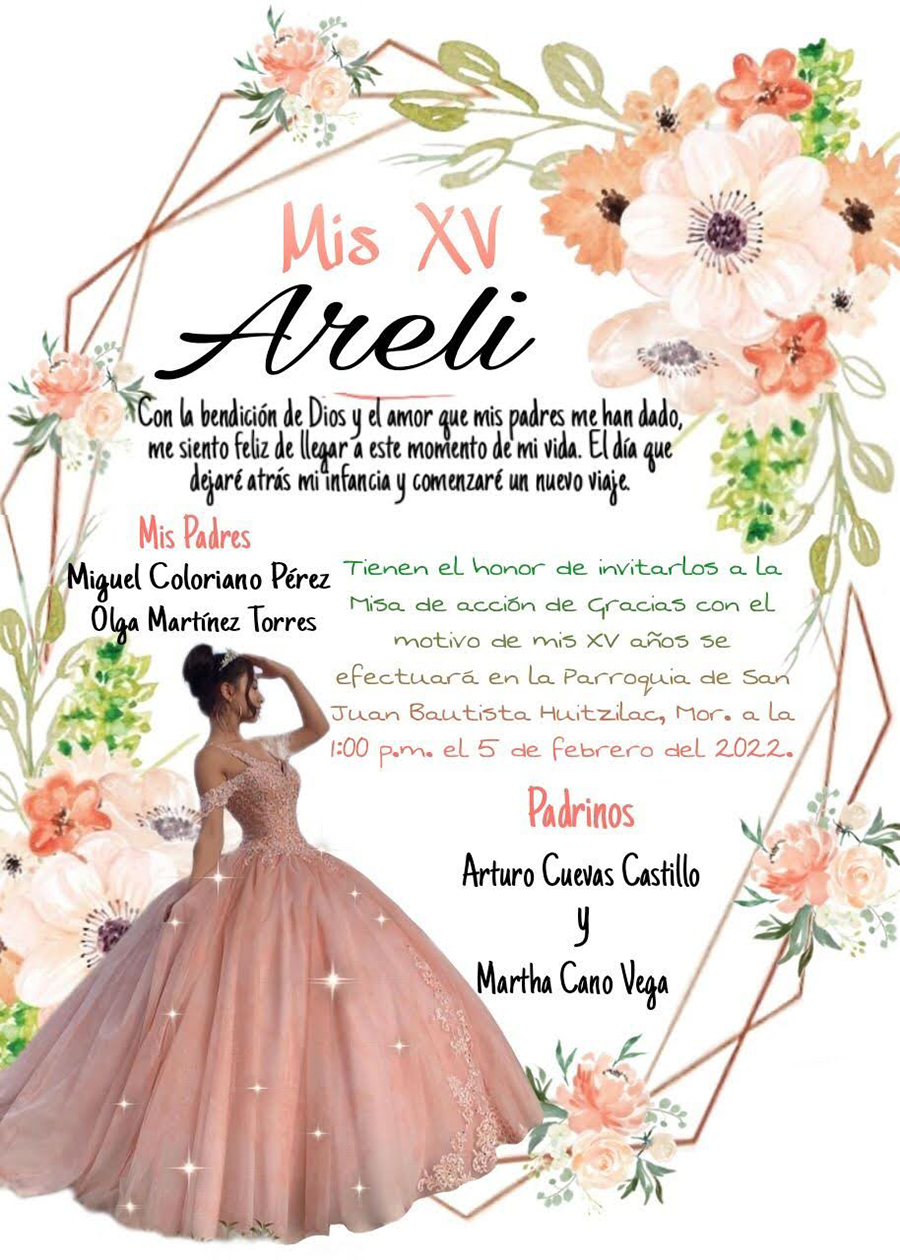 Mis XV
Areli
Con la bendición de Dios y el amor que mis padres me han dado,
me siento feliz de llegar a este momento de mi vida. El día que
dejaré atrás mi infancia y comenzaré un nuevo viaje.
Mis Padres
Miguel Coloriano Pérez
Olga Martínez Torres
Tienen el honor de invitarlos a la
Misa de acción de Gracias con el
motivo de mis XV años se
efectuará en la Parroquia de San
Juan Bautista Huitzilac, Mor. a la
1:00 p.m. el 5 de febrero del 2022.
Padrinos
Arturo Cuevas Castillo
y
Martha Cano Vega